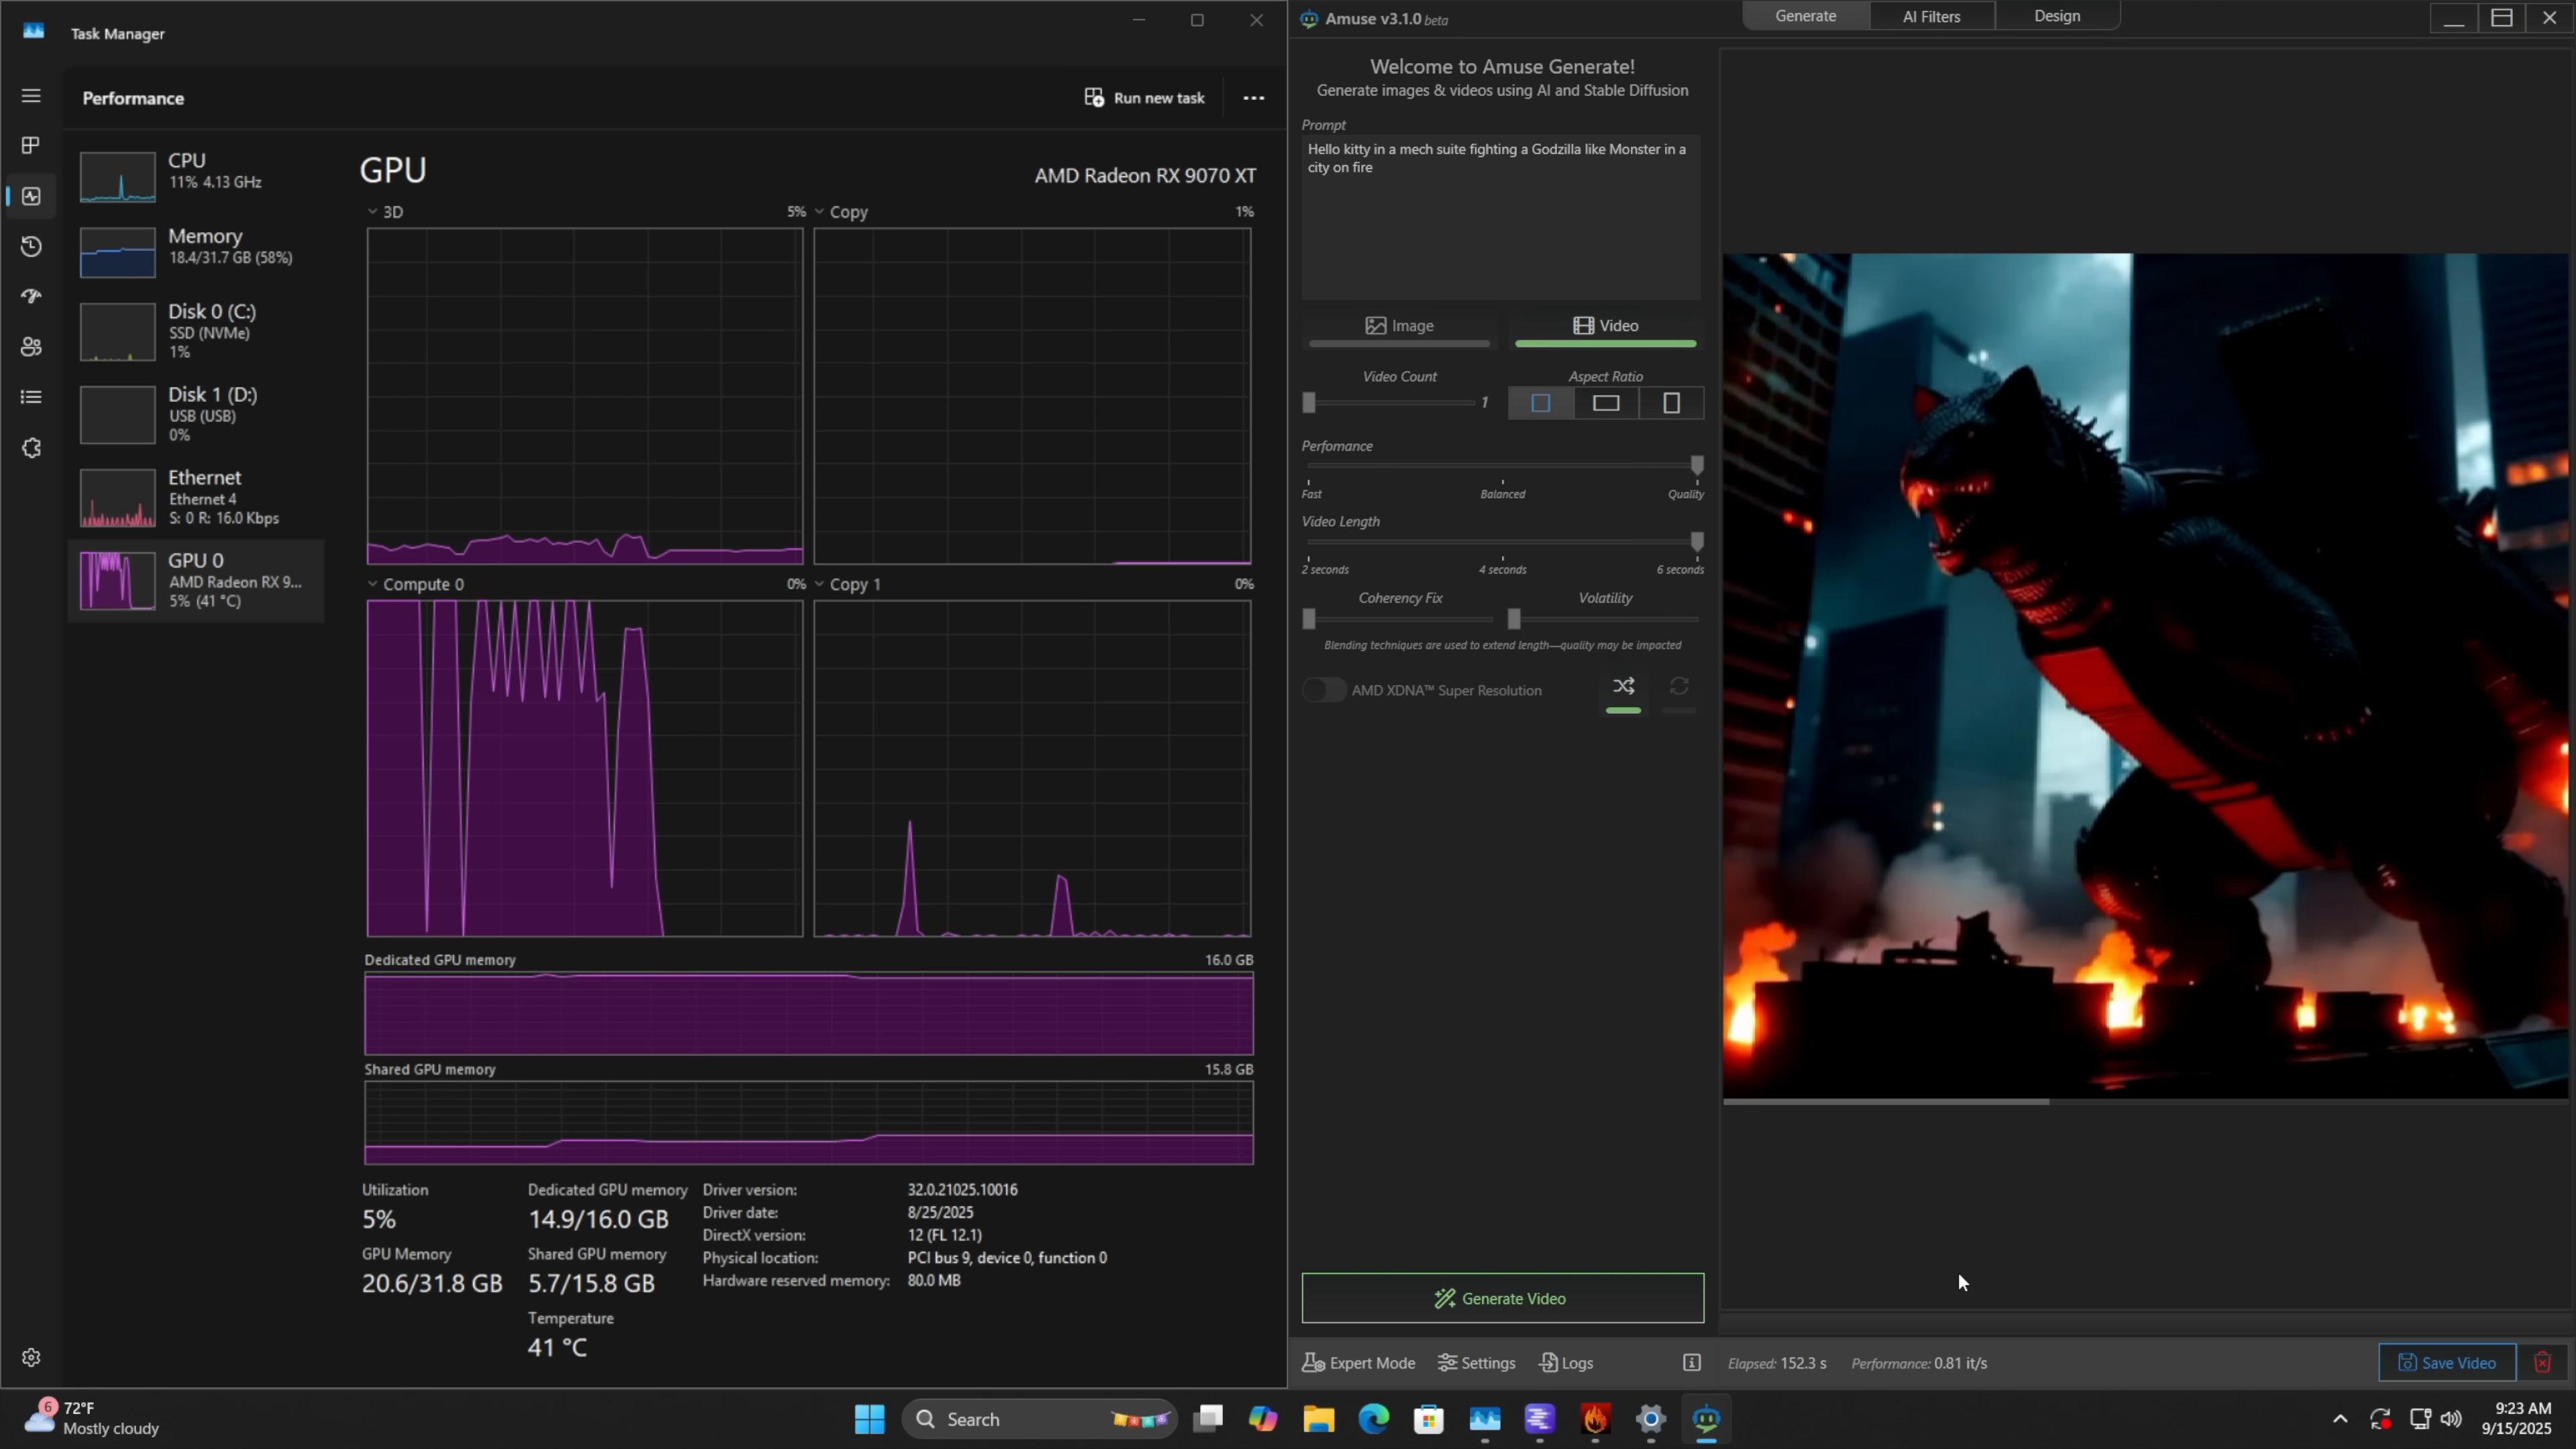 Task Manager
Performance
Run new task
CPU
11% 4.13 GHz
Memory
18.4/31.7 GB (58%)
Disk 0 (C:)
SSD (NVMe)
1%
Disk 1 (D:)
USB (USB)
0%
Ethernet
Ethernet 4
S: 0 R: 16.0 Kbps
GPU 0
AMD Radeon RX 9...
5% (41 °C)
GPU
AMD Radeon RX 9070 XT
3D 5%
Copy 1%
Compute 0 0%
Copy 1 0%
Dedicated GPU memory 16.0 GB
Shared GPU memory 15.8 GB
Utilization
5%
Dedicated GPU memory
14.9/16.0 GB
GPU Memory
20.6/31.8 GB
Shared GPU memory
5.7/15.8 GB
Temperature
41 °C
Driver version: 32.0.21025.10016
Driver date: 8/25/2025
DirectX version: 12 (FL 12.1)
Physical location: PCI bus 9, device 0, function 0
Hardware reserved memory: 80.0 MB
Amuse v3.1.0 beta
Generate
AI Filters
Design
Welcome to Amuse Generate!
Generate images & videos using AI and Stable Diffusion
Prompt
Hello kitty in a mech suite fighting a Godzilla like Monster in a
city on fire
Image
Video
Video Count
1
Aspect Ratio
Perfomance
Fast Balanced Quality
Video Length
2 seconds 4 seconds 6 seconds
Coherency Fix
Volatility
Blending techniques are used to extend length—quality may be impacted
AMD XDNA™ Super Resolution
Generate Video
Expert Mode
Settings
Logs
Elapsed: 152.3 s
Performance: 0.81 it/s
Save Video
6
72°F
Mostly cloudy
Search
9:23 AM
9/15/2025